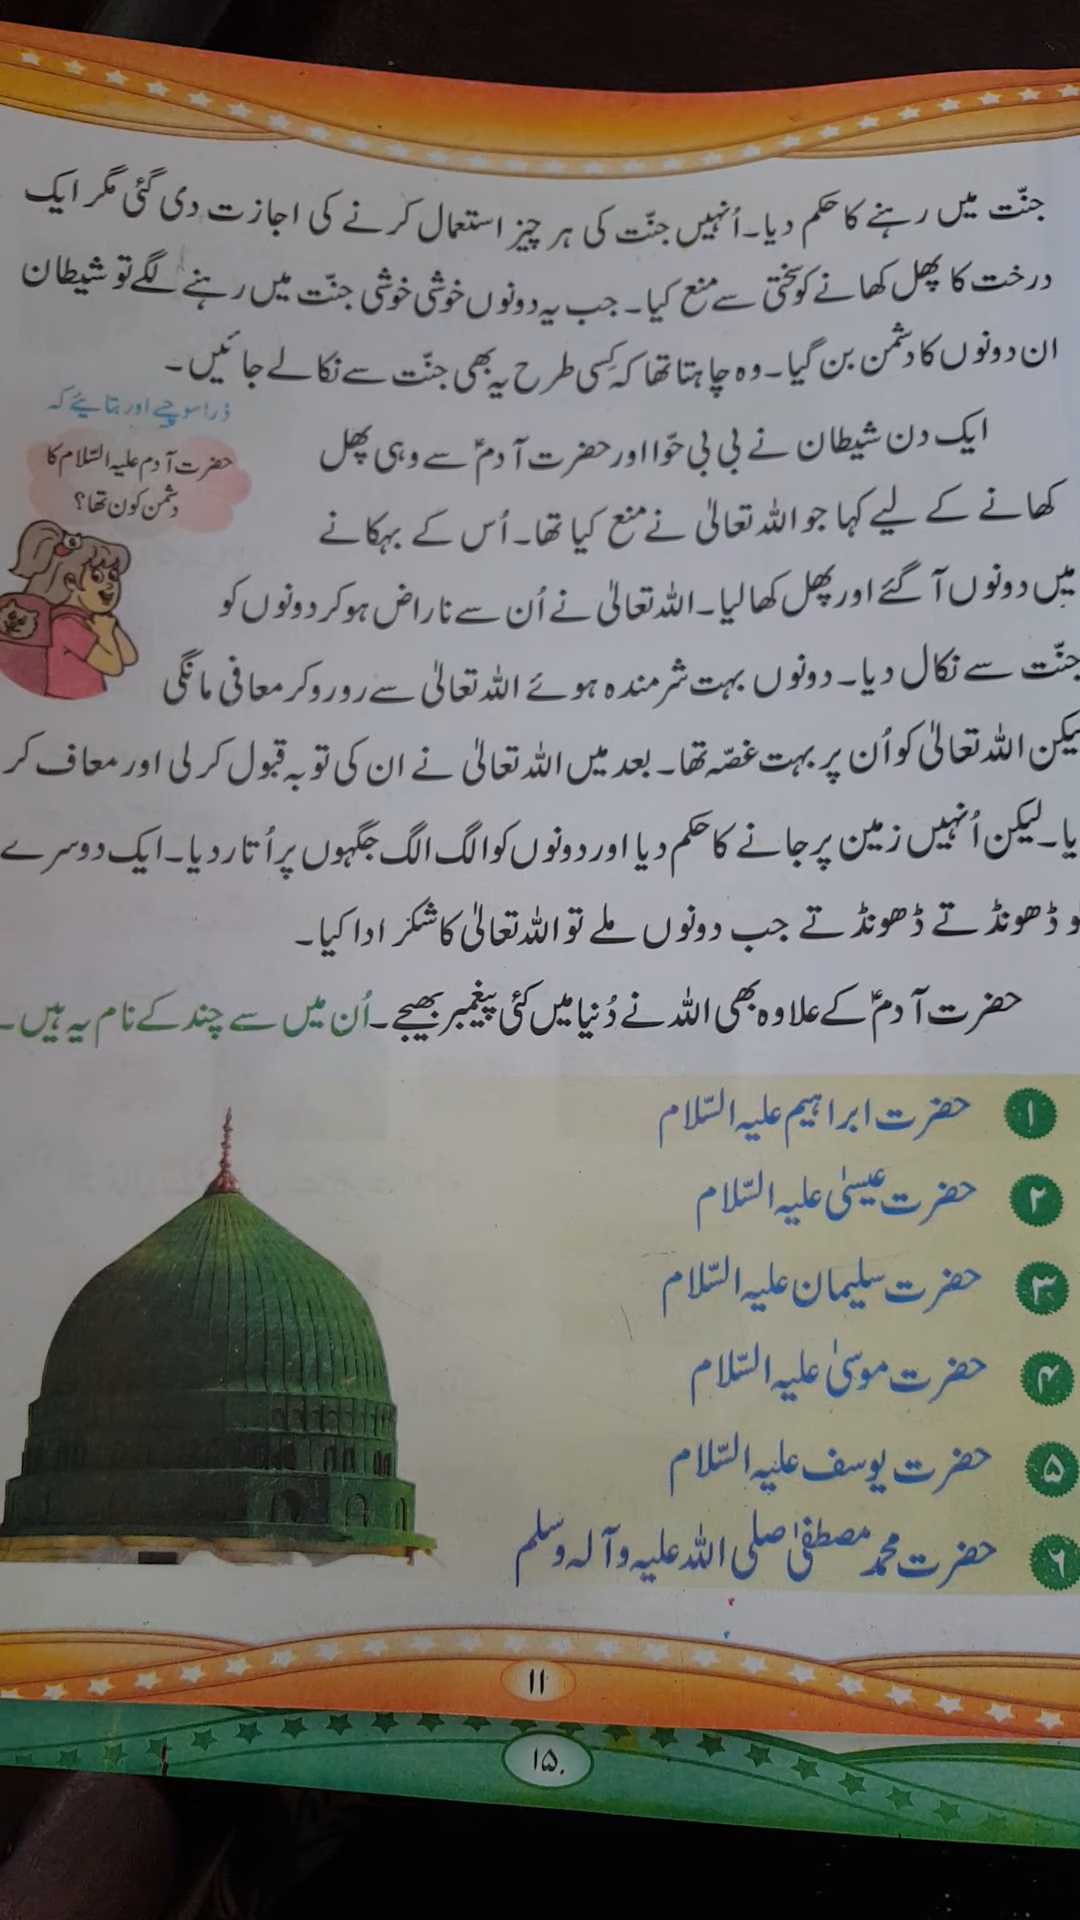 جنّت میں رہنے کا حکم دیا۔ اُنہیں جنّت کی ہر چیز استعمال کرنے کی اجازت دی گئی مگر ایک
درخت کا پھل کھانے کو سختی سے منع کیا۔ جب یہ دونوں خوشی خوشی جنّت میں رہنے لگے تو شیطان
ان دونوں کا دشمن بن گیا۔ وہ چاہتا تھا کہ کِسی طرح یہ بھی جنّت سے نکالے جائیں۔
ذرا سوچیے اور بتایئے کہ
حضرت آدم علیہ السّلام کا
دشمن کون تھا؟
ایک دن شیطان نے بی بی حوّا اور حضرت آدمؑ سے وہی پھل
کھانے کے لیے کہا جو اللہ تعالیٰ نے منع کیا تھا۔ اُس کے بہکانے
میں دونوں آ گئے اور پھل کھا لیا۔ اللہ تعالیٰ نے اُن سے ناراض ہو کر دونوں کو
جنّت سے نکال دیا۔ دونوں بہت شرمندہ ہوئے اللہ تعالیٰ سے رو رو کر معافی مانگی
لیکن اللہ تعالیٰ کو اُن پر بہت غصّہ تھا۔ بعد میں اللہ تعالیٰ نے ان کی توبہ قبول کر لی اور معاف کر
یا۔ لیکن اُنہیں زمین پر جانے کا حکم دیا اور دونوں کو الگ الگ جگہوں پر اُتار دیا۔ ایک دوسرے
و ڈھونڈتے ڈھونڈتے جب دونوں ملے تو اللہ تعالیٰ کا شکر ادا کیا۔
حضرت آدمؑ کے علاوہ بھی اللہ نے دُنیا میں کئی پیغمبر بھیجے۔ اُن میں سے چند کے نام یہ ہیں۔
۱ حضرت ابراہیم علیہ السّلام
۲ حضرت عیسیٰ علیہ السّلام
۳ حضرت سلیمان علیہ السّلام
۴ حضرت موسیٰ علیہ السّلام
۵ حضرت یوسف علیہ السّلام
۶ حضرت محمد مصطفیٰ صلی اللہ علیہ وآلہ وسلم
۱۱
۱۵